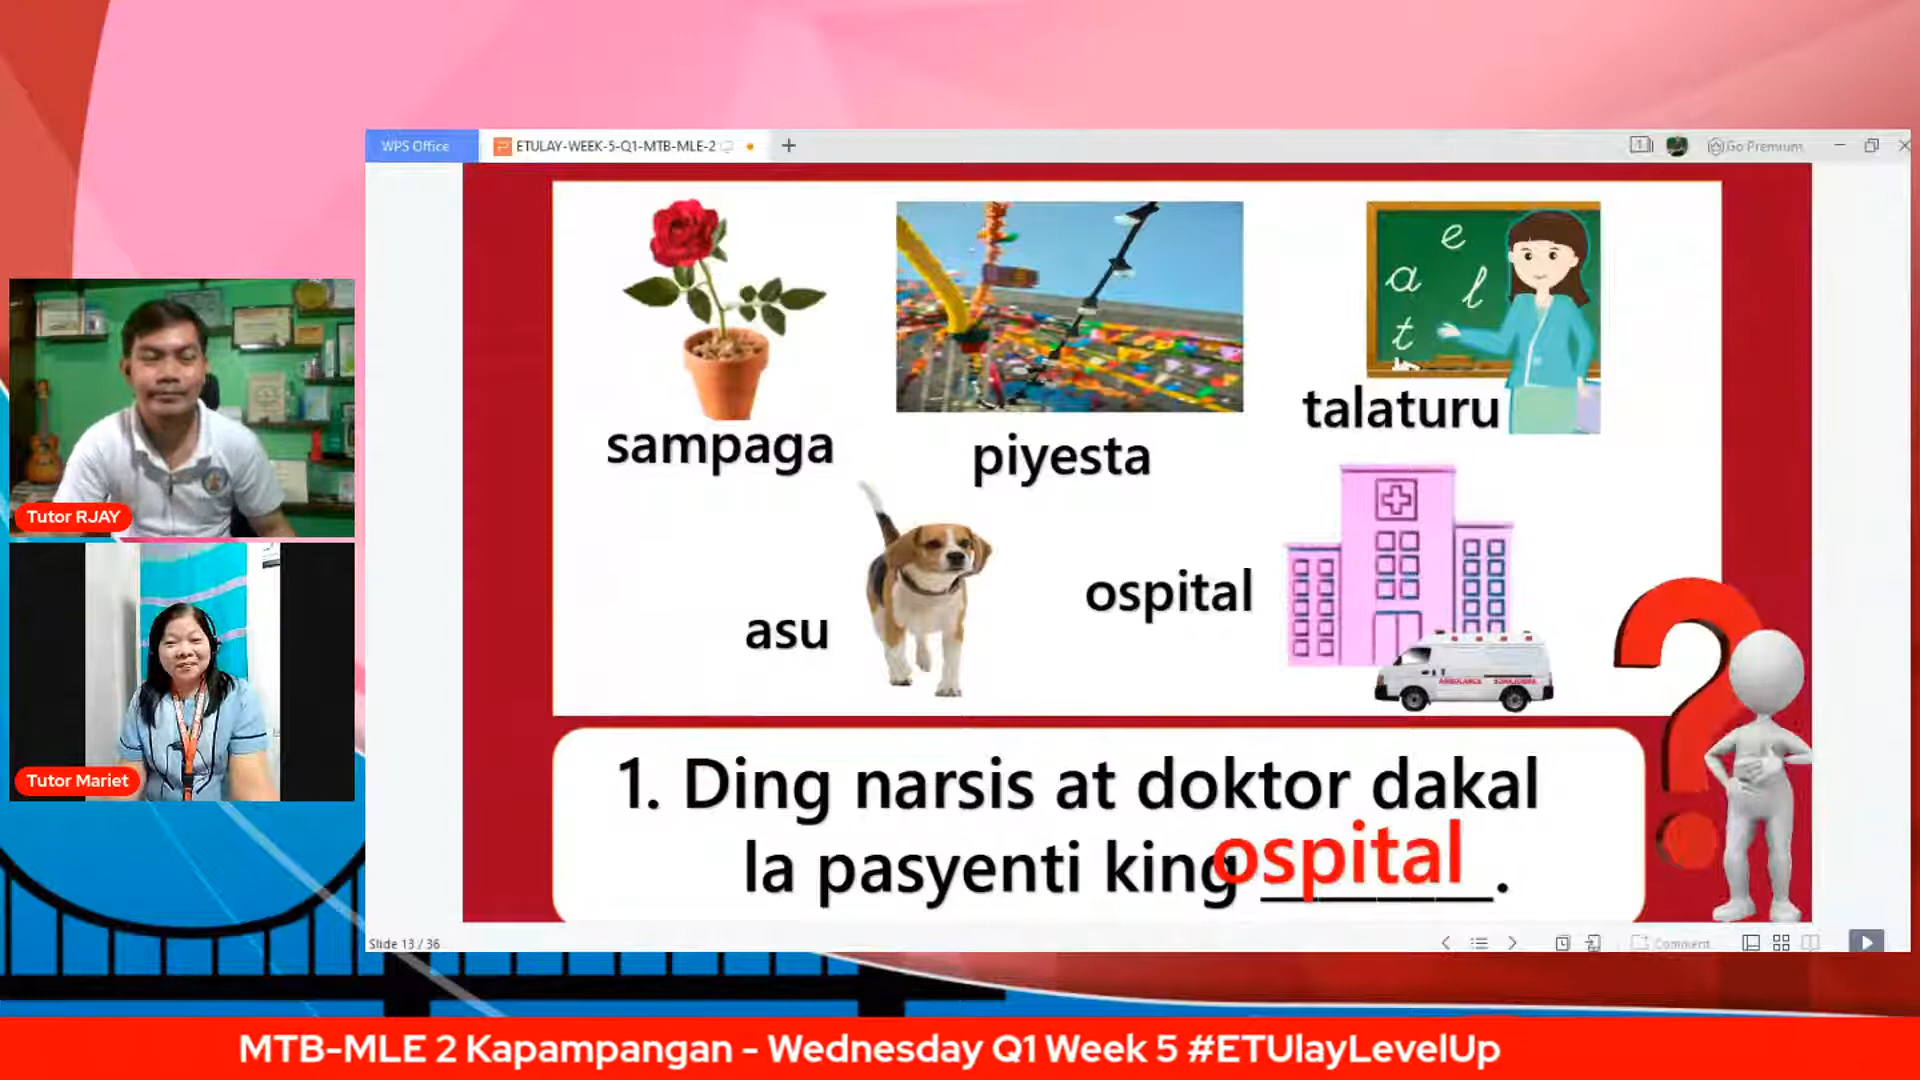 WPS Office
ETULAY-WEEK-5-Q1-MTB-MLE-2
Go Premium
e
a l
t
sampaga
piyesta
talaturu
asu
ospital
AMBULANCE
1. Ding narsis at doktor dakal
la pasyenti king ospital.
Slide 13 / 36
Comment
Tutor RJAY
Tutor Mariet
MTB-MLE 2 Kapampangan - Wednesday Q1 Week 5 #ETUlayLevelUp